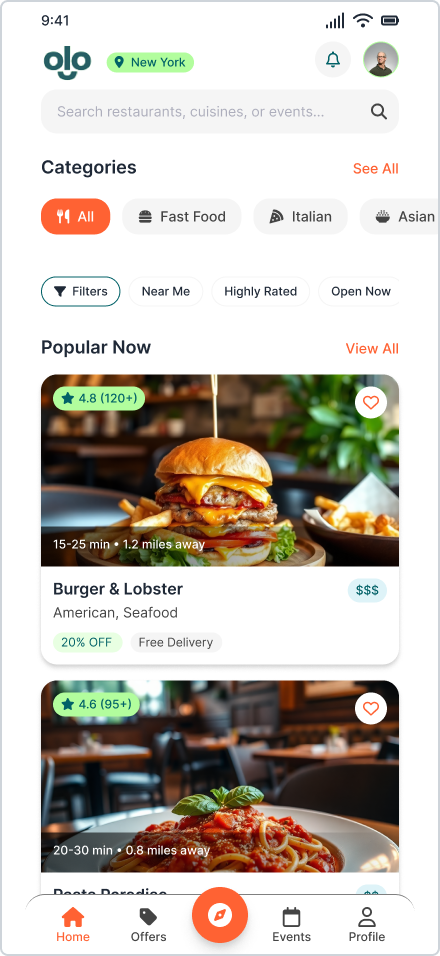 9:41
olo
New York
Search restaurants, cuisines, or events...
Categories
See All
All
Fast Food
Italian
Asian
Filters
Near Me
Highly Rated
Open Now
Popular Now
View All
4.8 (120+)
15-25 min • 1.2 miles away
Burger & Lobster
$$$
American, Seafood
20% OFF
Free Delivery
4.6 (95+)
20-30 min • 0.8 miles away
Pasta Paradise
$$
Home
Offers
Events
Profile